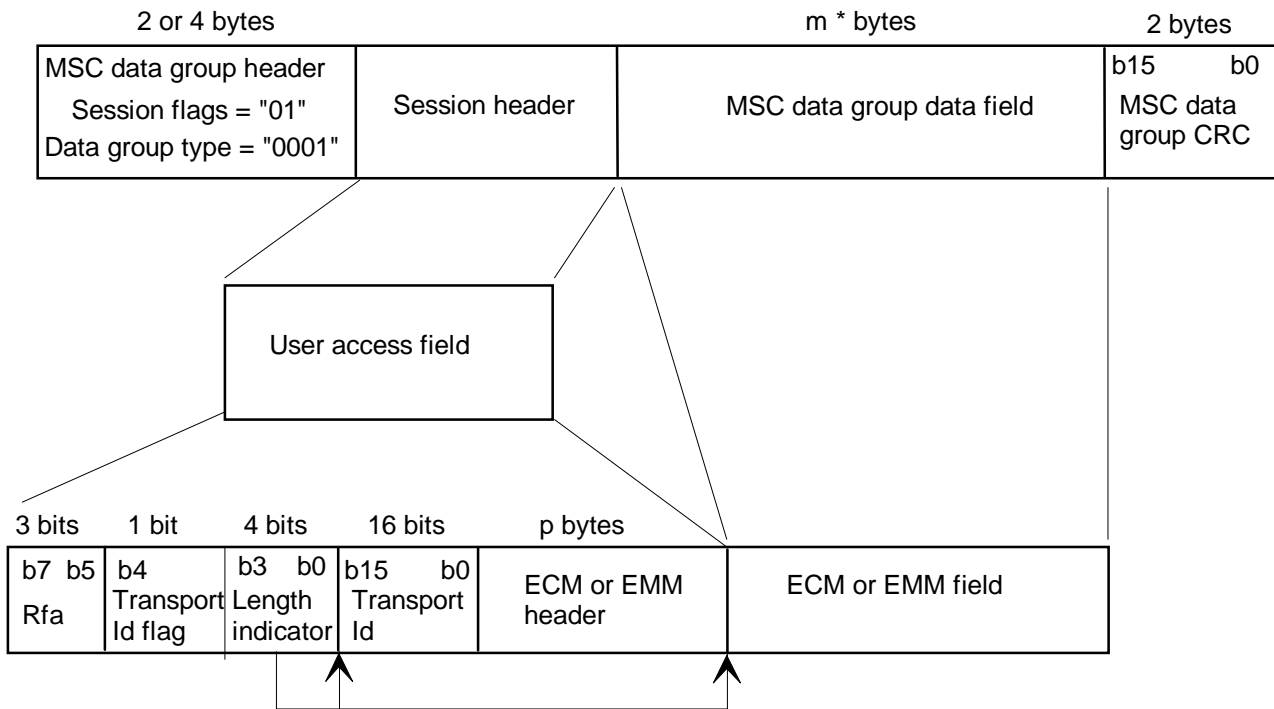 2 or 4 bytes m * bytes 2 bytes
MSC data group header
Session flags = "01"
Data group type = "0001"
Session header
MSC data group data field
b15 b0
MSC data
group CRC
User access field
3 bits 1 bit 4 bits 16 bits p bytes
b7 b5
Rfa
b4
Transport
Id flag
b3 b0
Length
indicator
b15 b0
Transport
Id
ECM or EMM
header
ECM or EMM field